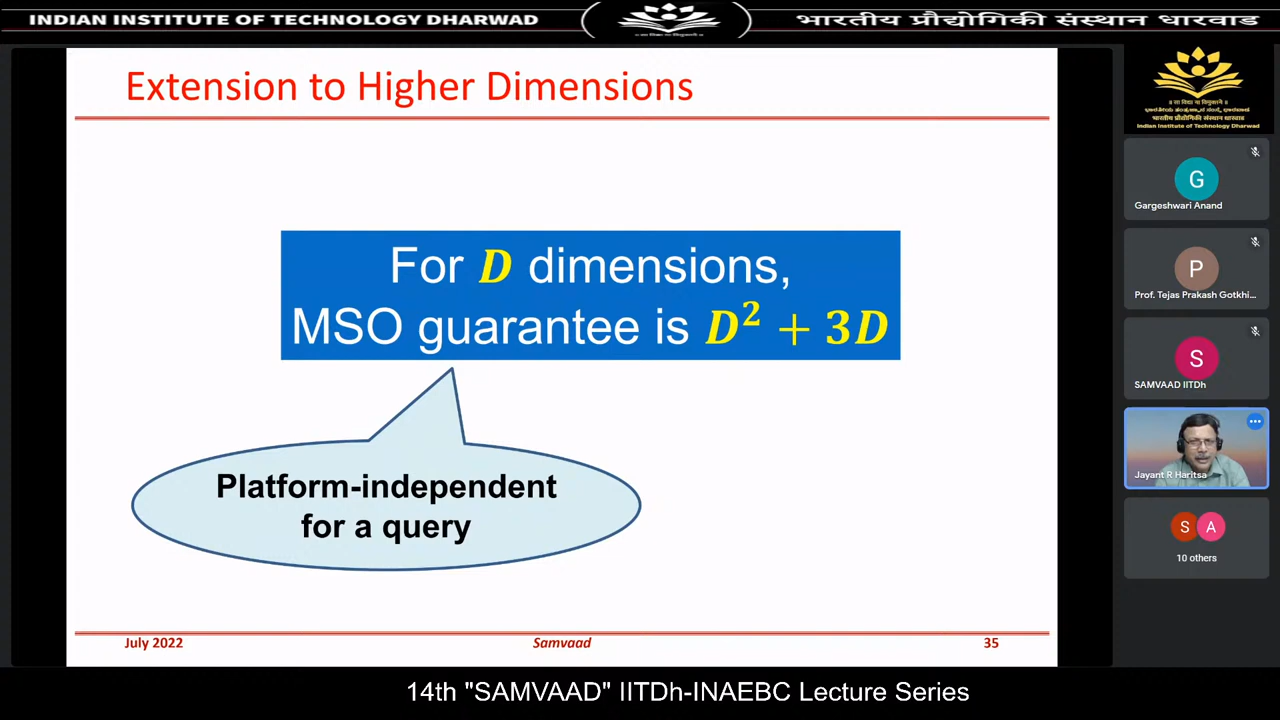 INDIAN INSTITUTE OF TECHNOLOGY DHARWAD
भारतीय प्रौद्योगिकी संस्थान धारवाड
Extension to Higher Dimensions
For D dimensions,
MSO guarantee is D² + 3D
Platform-independent
for a query
July 2022
Samvaad
35
भारतीय प्रौद्योगिकी संस्थान धारवाड
Indian Institute of Technology Dharwad
G
Gargeshwari Anand
P
Prof. Tejas Prakash Gotkhi...
S
SAMVAAD IITDh
Jayant R Haritsa
S A
10 others
14th "SAMVAAD" IITDh-INAEBC Lecture Series